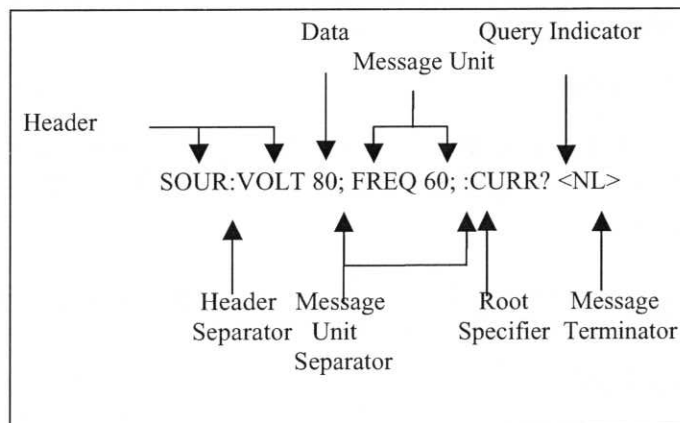 Data
Query Indicator
Message Unit
Header
SOUR:VOLT 80; FREQ 60; :CURR? <NL>
Header Separator
Message Unit Separator
Root Specifier
Message Terminator